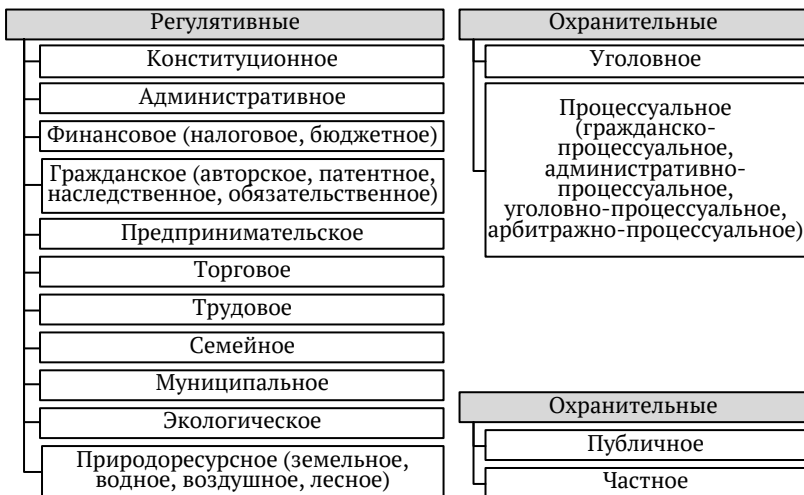 Регулятивные
Конституционное
Административное
Финансовое (налоговое, бюджетное)
Гражданское (авторское, патентное,
наследственное, обязательственное)
Предпринимательское
Торговое
Трудовое
Семейное
Муниципальное
Экологическое
Природоресурсное (земельное,
водное, воздушное, лесное)
Охранительные
Уголовное
Процессуальное
(гражданско-
процессуальное,
административно-
процессуальное,
уголовно-процессуальное,
арбитражно-процессуальное)
Охранительные
Публичное
Частное